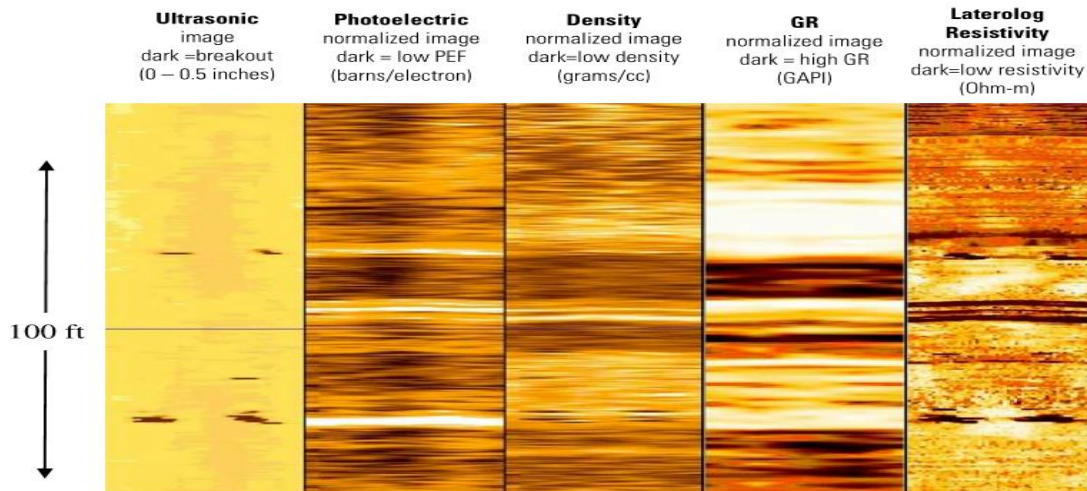 Ultrasonic
image
dark =breakout
(0 – 0.5 inches)
Photoelectric
normalized image
dark = low PEF
(barns/electron)
Density
normalized image
dark=low density
(grams/cc)
GR
normalized image
dark = high GR
(GAPI)
Laterolog
Resistivity
normalized image
dark=low resistivity
(Ohm-m)
100 ft